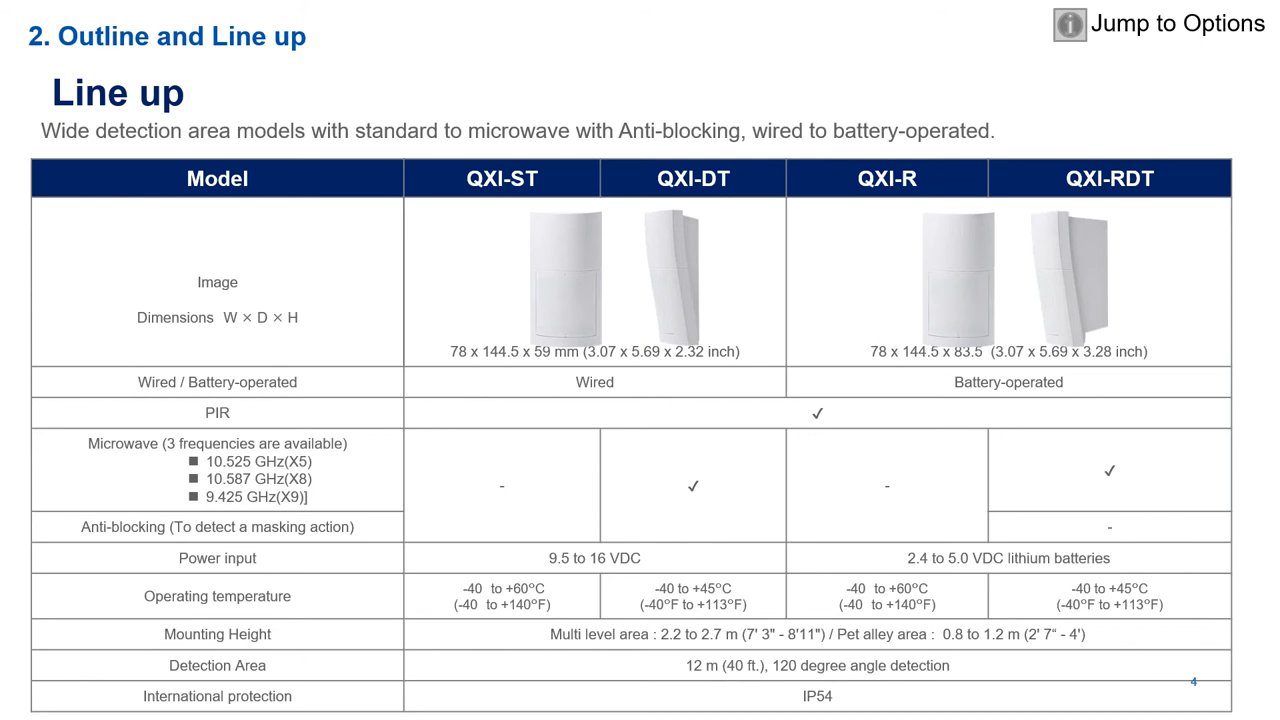 2. Outline and Line up
Jump to Options
Line up
Wide detection area models with standard to microwave with Anti-blocking, wired to battery-operated.
Model QXI-ST QXI-DT QXI-R QXI-RDT
Image
Dimensions W × D × H
78 x 144.5 x 59 mm (3.07 x 5.69 x 2.32 inch) 78 x 144.5 x 83.5 (3.07 x 5.69 x 3.28 inch)
Wired / Battery-operated Wired Battery-operated
PIR ✓
Microwave (3 frequencies are available)
■ 10.525 GHz(X5)
■ 10.587 GHz(X8)
■ 9.425 GHz(X9)]
- ✓ - ✓
Anti-blocking (To detect a masking action) -
Power input 9.5 to 16 VDC 2.4 to 5.0 VDC lithium batteries
Operating temperature
-40 to +60°C -40 to +45°C -40 to +60°C -40 to +45°C
(-40 to +140°F) (-40°F to +113°F) (-40 to +140°F) (-40°F to +113°F)
Mounting Height Multi level area : 2.2 to 2.7 m (7' 3" - 8'11") / Pet alley area : 0.8 to 1.2 m (2' 7“ - 4')
Detection Area 12 m (40 ft.), 120 degree angle detection
4
International protection IP54